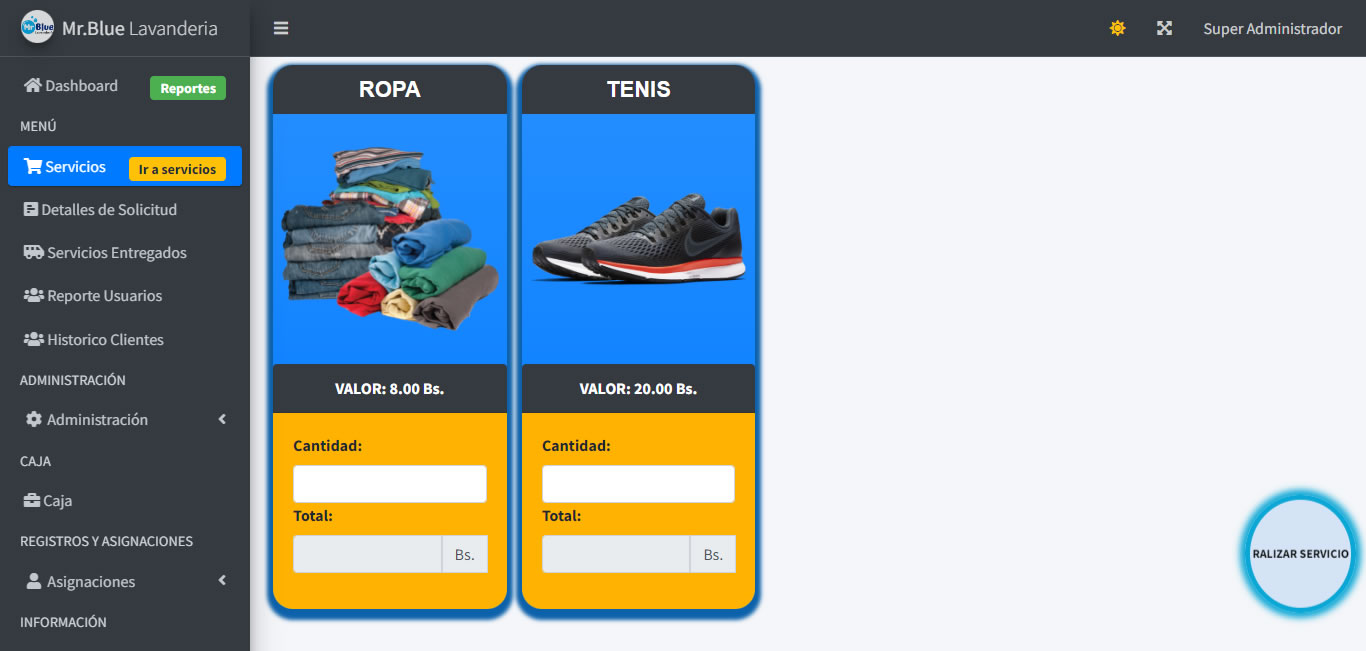 Mr.Blue Lavanderia
Super Administrador
Dashboard
Reportes
MENÚ
Servicios
Ir a servicios
Detalles de Solicitud
Servicios Entregados
Reporte Usuarios
Historico Clientes
ADMINISTRACIÓN
Administración
CAJA
Caja
REGISTROS Y ASIGNACIONES
Asignaciones
INFORMACIÓN
ROPA
VALOR: 8.00 Bs.
Cantidad:
Total:
Bs.
TENIS
VALOR: 20.00 Bs.
Cantidad:
Total:
Bs.
RALIZAR SERVICIO